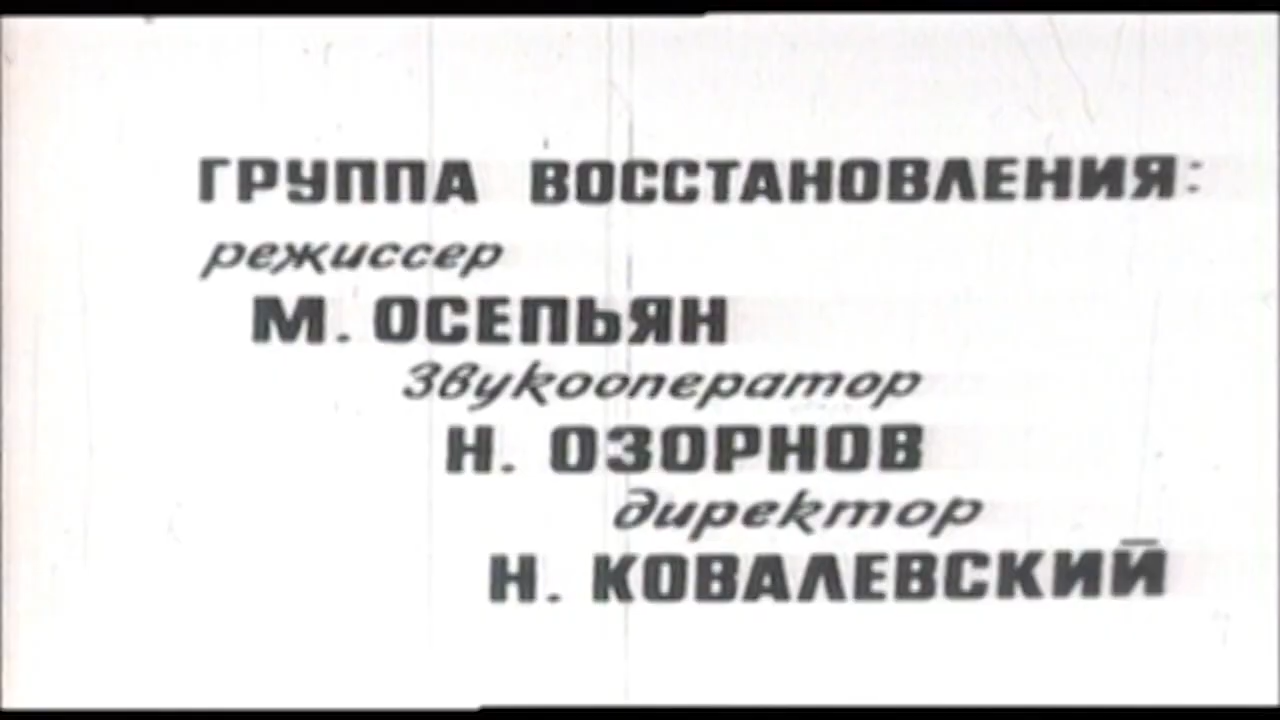 ГРУППА ВОССТАНОВЛЕНИЯ:
режиссер
М. ОСЕПЬЯН
Звукооператор
Н. ОЗОРНОВ
директор
Н. КОВАЛЕВСКИЙ